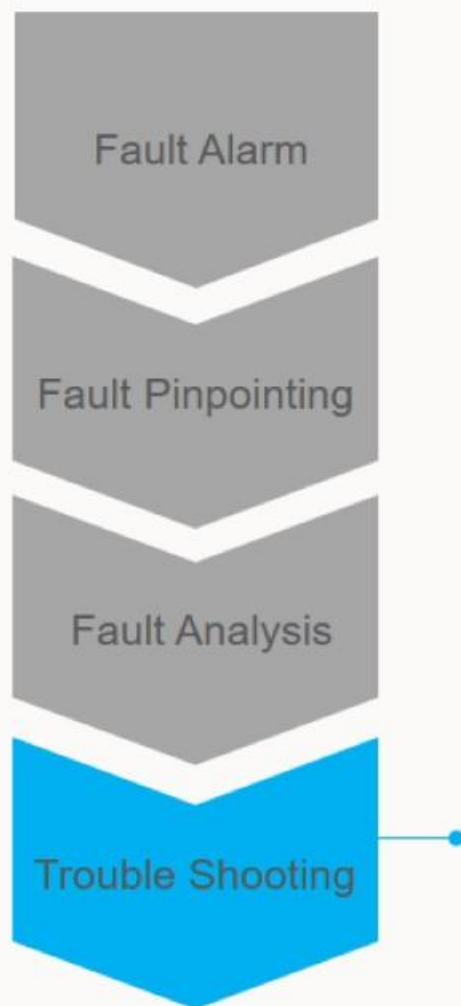 Fault Alarm
Fault Pinpointing
Fault Analysis
Trouble Shooting